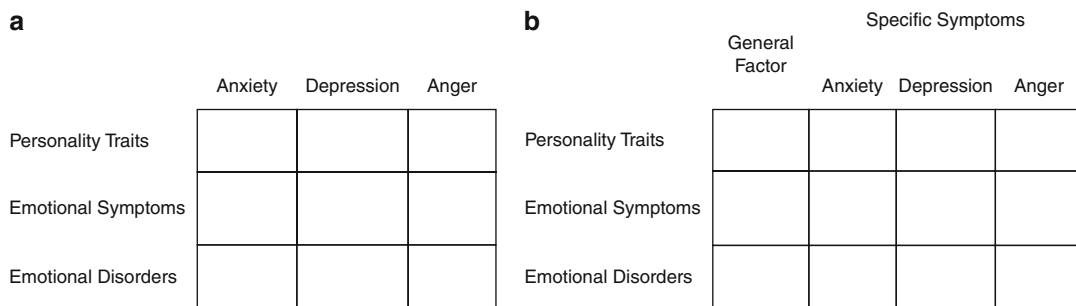 a
Anxiety Depression Anger
Personality Traits
Emotional Symptoms
Emotional Disorders
b
Specific Symptoms
General
Factor
Anxiety Depression Anger
Personality Traits
Emotional Symptoms
Emotional Disorders